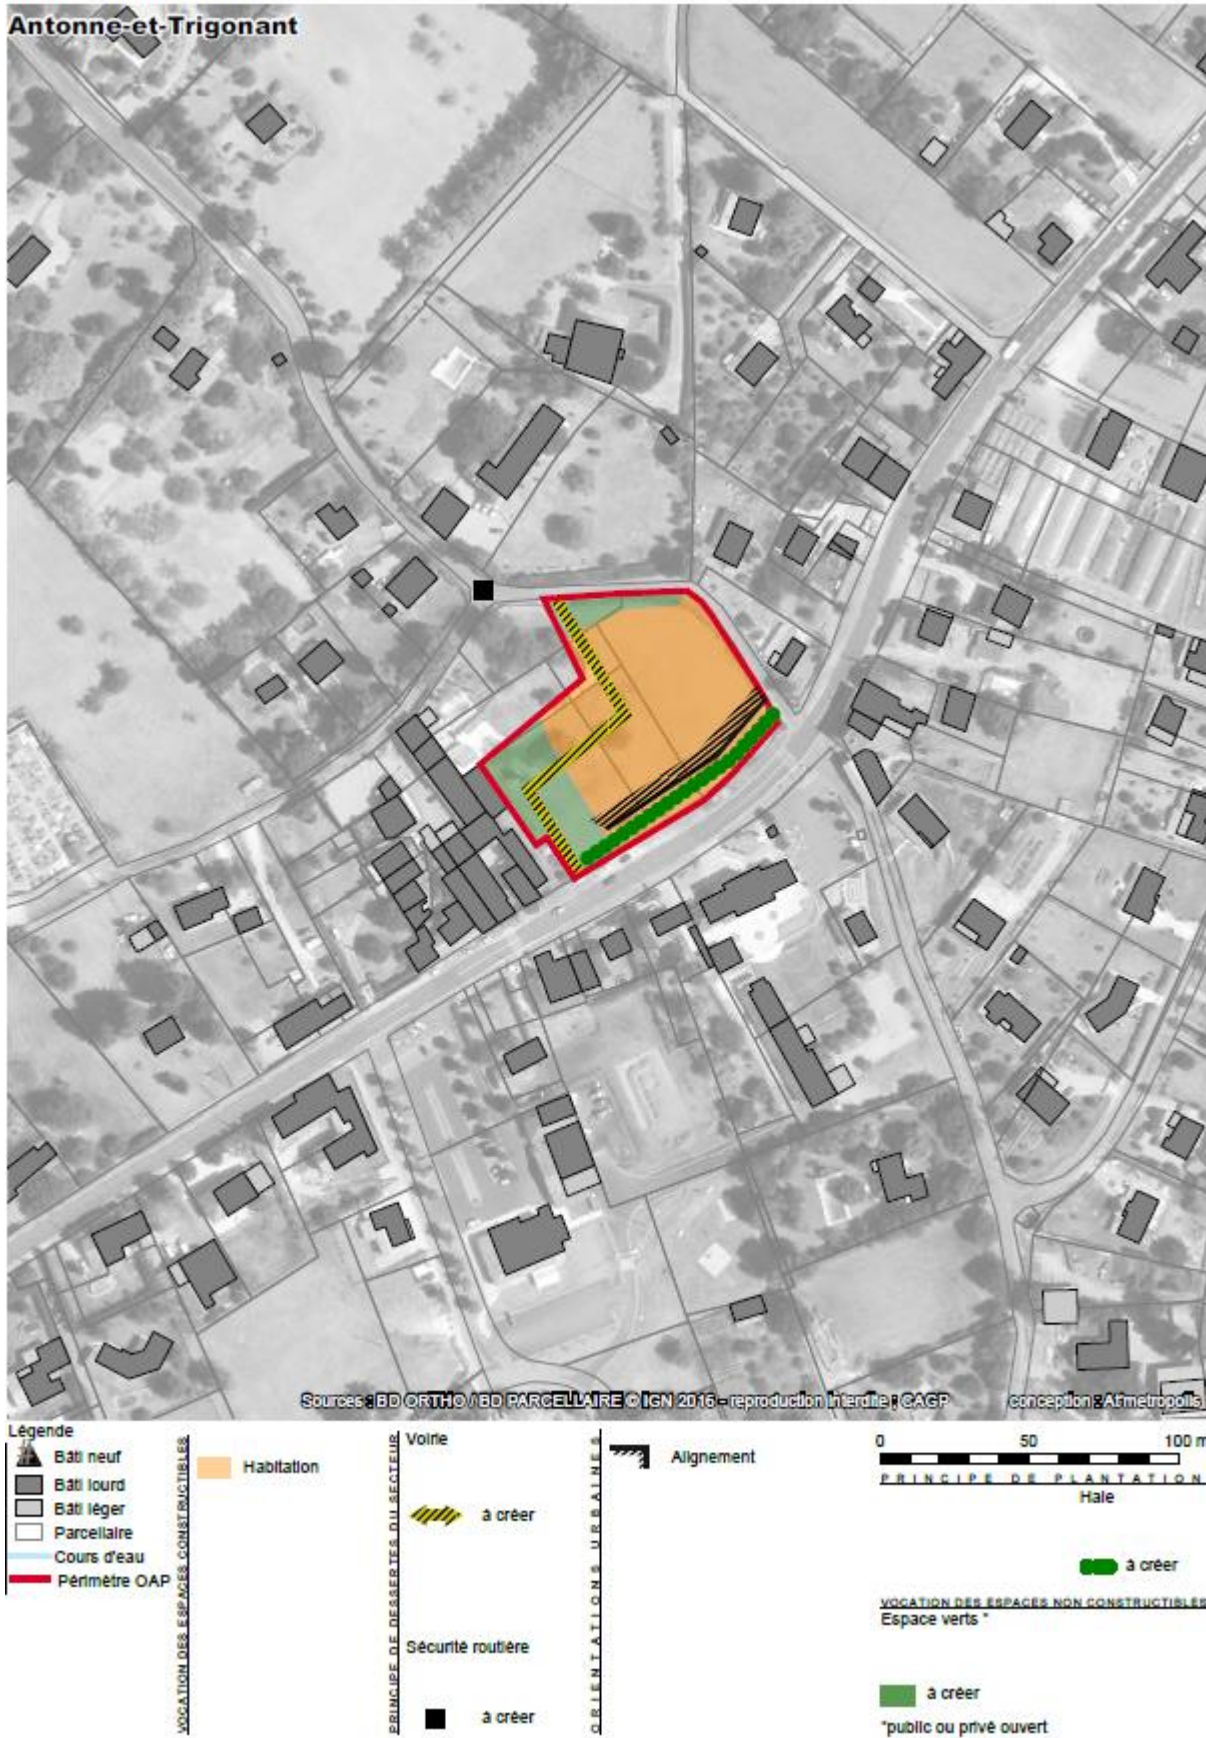 Antonne-et-Trigonant
Sources : BD ORTHO / BD PARCELLAIRE © IGN 2016 - reproduction interdite ; CAGP
conception : Atmetropolis
Légende
Bâti neuf
Bâti lourd
Bâti léger
Parcellaire
Cours d'eau
Périmètre OAP
VOCATION DES ESPACES CONSTRUCTIBLES
Habitation
PRINCIPE DE DESSERTES DU SECTEUR
Voirie
à créer
Sécurité routière
à créer
ORIENTATIONS URBAINES
Alignement
0 50 100 m
PRINCIPE DE PLANTATION
Haie
à créer
VOCATION DES ESPACES NON CONSTRUCTIBLES
Espace verts *
à créer
*public ou privé ouvert